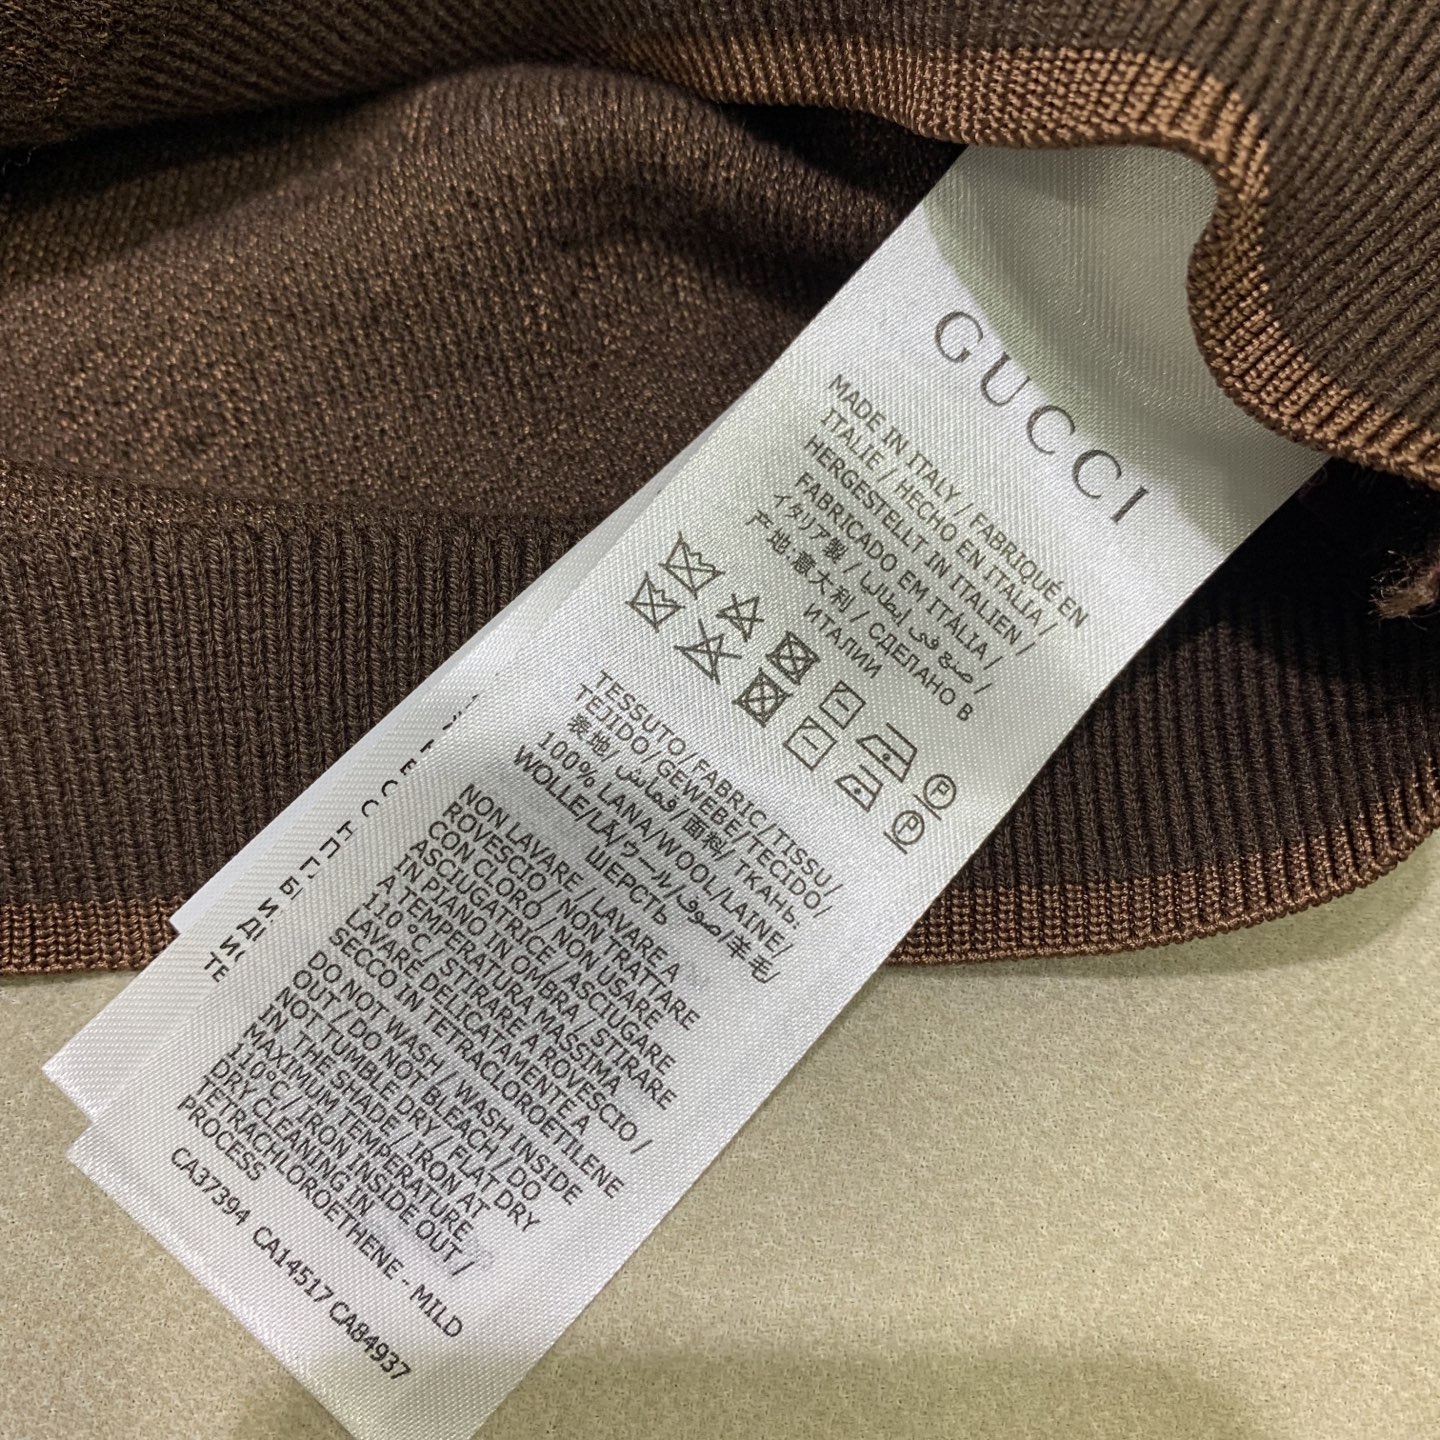 GUCCI
MADE IN ITALY / FABRIQUÉ EN
ITALIE / HECHO EN ITALIA /
HERGESTELLT IN ITALIEN /
FABRICADO EM ITÁLIA /
イタリア製 / صنع في ايطاليا /
产地:意大利 / СДЕЛАНО В
ИТАЛИИ
P F
P
TESSUTO/FABRIC/TISSU/
TEJIDO/GEWEBE/TECIDO/
表地/قماش/面料/ТКАНЬ:
100% LANA/WOOL/LAINE/
WOLLE/LÃ/ウール/صوف/羊毛/
ШЕРСТЬ
NON LAVARE / LAVARE A
ROVESCIO / NON TRATTARE
CON CLORO / NON USARE
ASCIUGATRICE / ASCIUGARE
IN PIANO IN OMBRA / STIRARE
A TEMPERATURA MASSIMA
110°C / STIRARE A ROVESCIO /
LAVARE DELICATAMENTE A
SECCO IN TETRACLOROETILENE
DO NOT WASH / WASH INSIDE
OUT / DO NOT BLEACH / DO
NOT TUMBLE DRY / FLAT DRY
IN THE SHADE / IRON AT
MAXIMUM TEMPERATURE
110°C / IRON INSIDE OUT /
DRY CLEANING IN
TETRACHLOROETHENE - MILD
PROCESS
CA37394 CA14517 CA84937